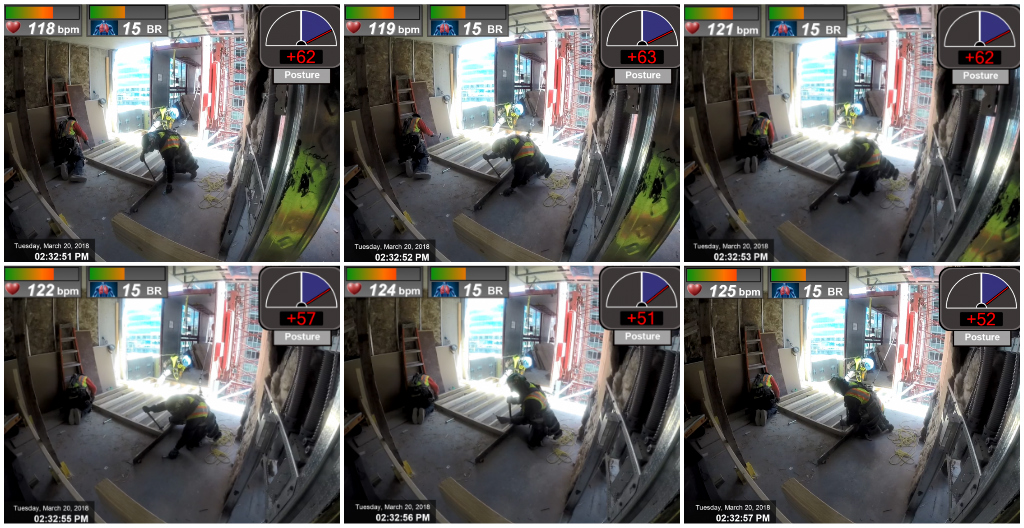 118 bpm 15 BR
+62
Posture
Tuesday, March 20, 2018
02:32:51 PM
119 bpm 15 BR
+63
Posture
Tuesday, March 20, 2018
02:32:52 PM
121 bpm 15 BR
+62
Posture
Tuesday, March 20, 2018
02:32:53 PM
122 bpm 15 BR
+57
Posture
Tuesday, March 20, 2018
02:32:55 PM
124 bpm 15 BR
+51
Posture
Tuesday, March 20, 2018
02:32:56 PM
125 bpm 15 BR
+52
Posture
Tuesday, March 20, 2018
02:32:57 PM